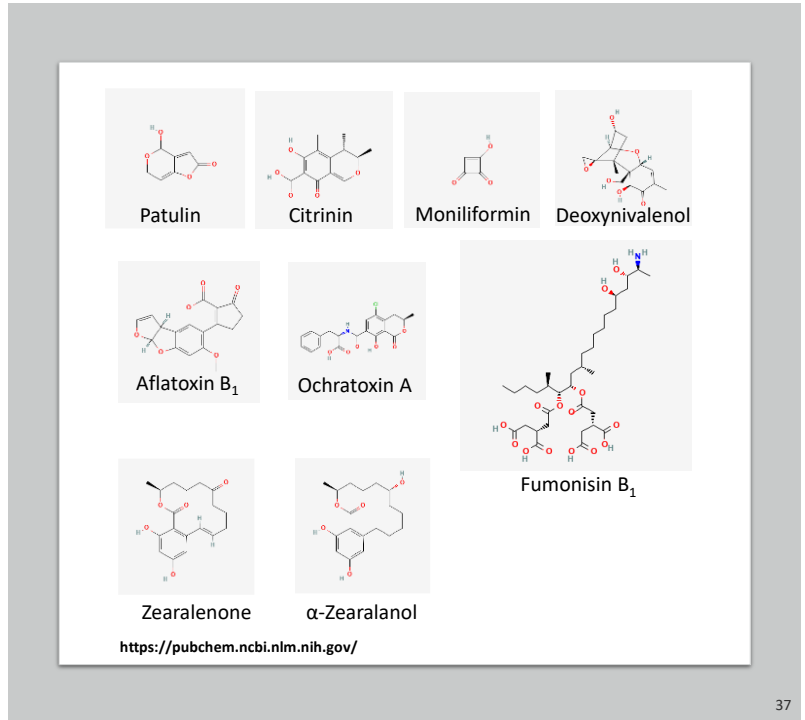 Patulin
Citrinin
Moniliformin
Deoxynivalenol
Aflatoxin B₁
Ochratoxin A
Fumonisin B₁
Zearalenone
α-Zearalanol
https://pubchem.ncbi.nlm.nih.gov/
37